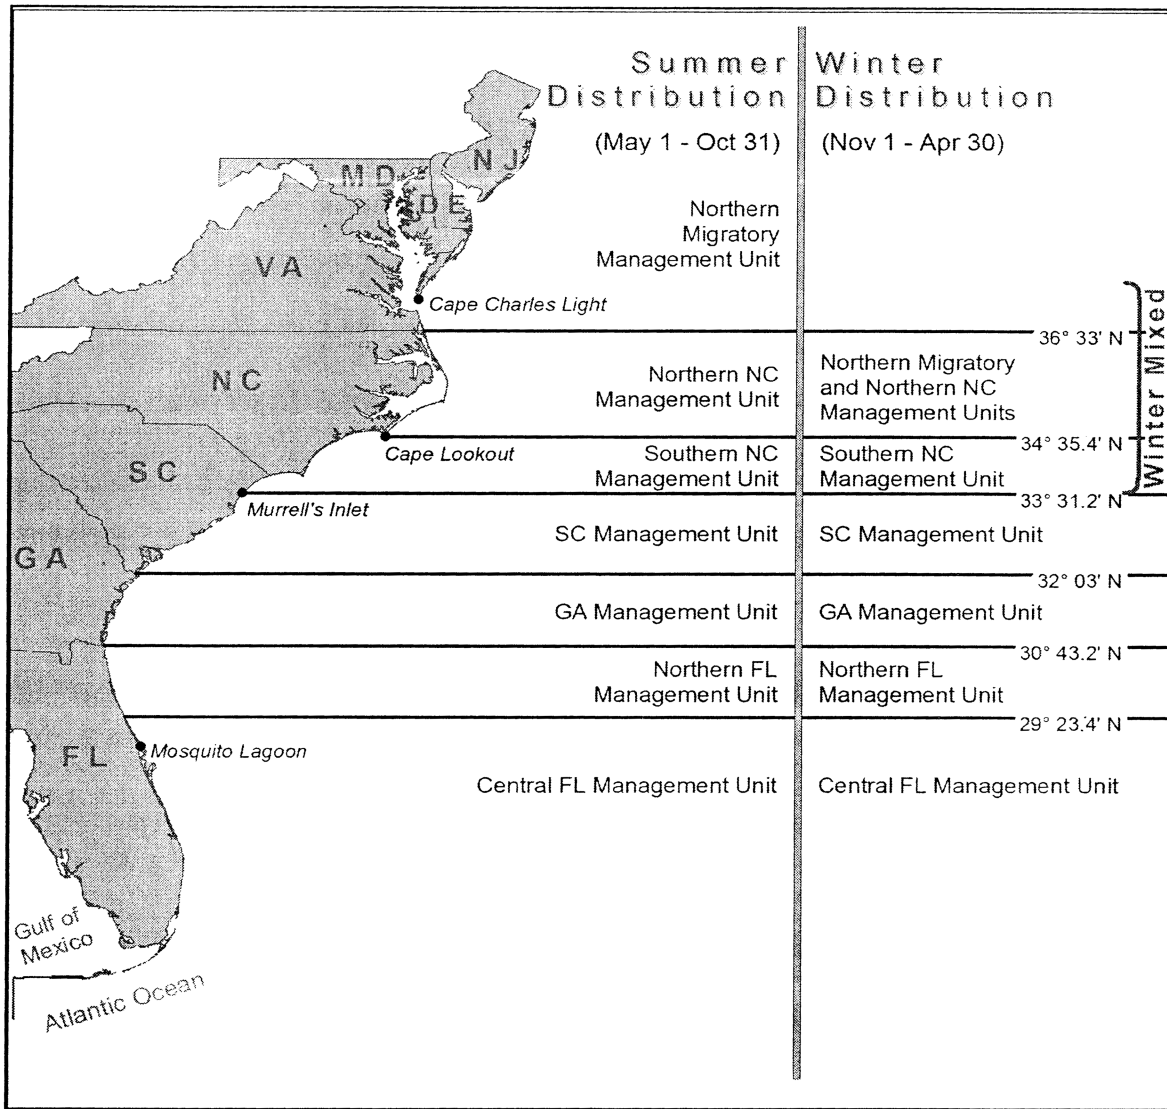 Summer
Distribution
(May 1 - Oct 31)
Winter
Distribution
(Nov 1 - Apr 30)
NJ
MD
DE
VA
NC
SC
GA
FL
Northern
Migratory
Management Unit
Cape Charles Light
36° 33' N
Northern NC
Management Unit
Northern Migratory
and Northern NC
Management Units
Winter Mixed
Cape Lookout
34° 35.4' N
Southern NC
Management Unit
Southern NC
Management Unit
Murrell's Inlet
33° 31.2' N
SC Management Unit
SC Management Unit
32° 03' N
GA Management Unit
GA Management Unit
30° 43.2' N
Northern FL
Management Unit
Northern FL
Management Unit
29° 23.4' N
Mosquito Lagoon
Central FL Management Unit
Central FL Management Unit
Gulf of
Mexico
Atlantic Ocean